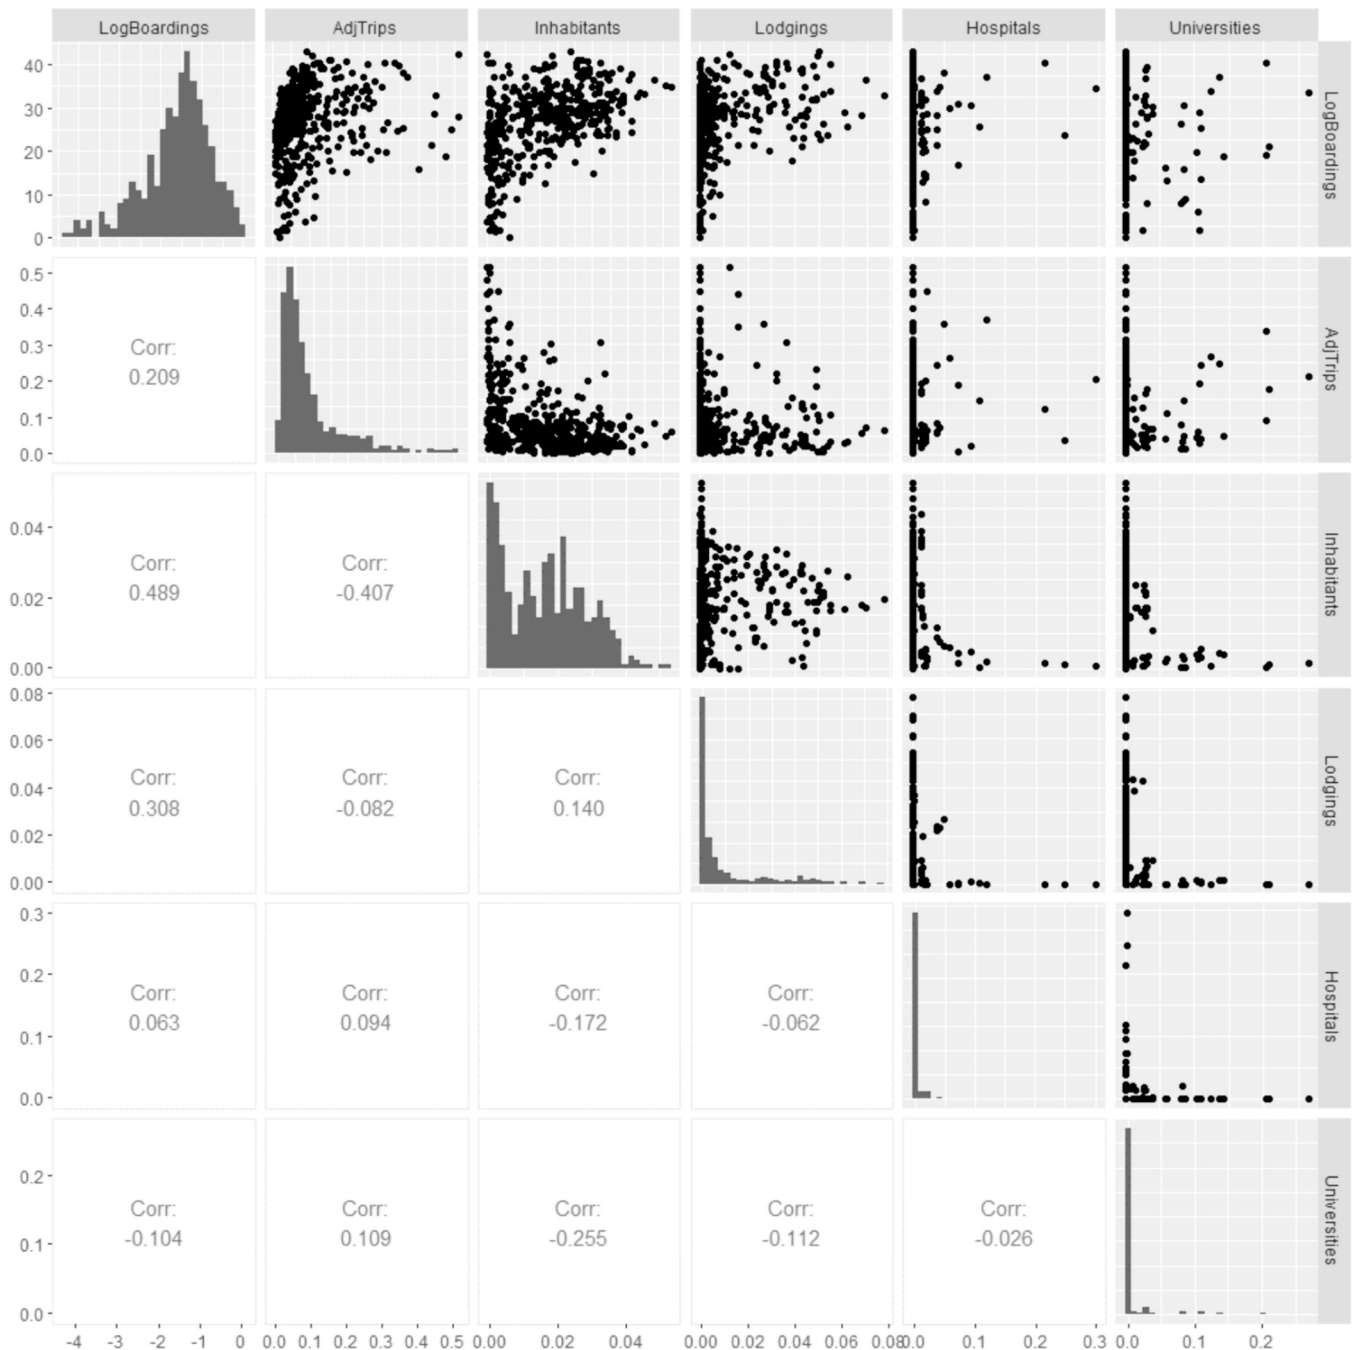 LogBoardings AdjTrips Inhabitants Lodgings Hospitals Universities
40
30
20
10
0
LogBoardings
0.5
0.4
0.3
0.2
0.1
0.0
Corr:
0.209
AdjTrips
0.04
0.02
0.00
Corr:
0.489
Corr:
-0.407
Inhabitants
0.08
0.06
0.04
0.02
0.00
Corr:
0.308
Corr:
-0.082
Corr:
0.140
Lodgings
0.3
0.2
0.1
0.0
Corr:
0.063
Corr:
0.094
Corr:
-0.172
Corr:
-0.062
Hospitals
0.2
0.1
0.0
Corr:
-0.104
Corr:
0.109
Corr:
-0.255
Corr:
-0.112
Corr:
-0.026
Universities
-4 -3 -2 -1 0 0.0 0.1 0.2 0.3 0.4 0.5 0.00 0.02 0.04 0.00 0.02 0.04 0.06 0.08 0.0 0.1 0.2 0.3 0.0 0.1 0.2